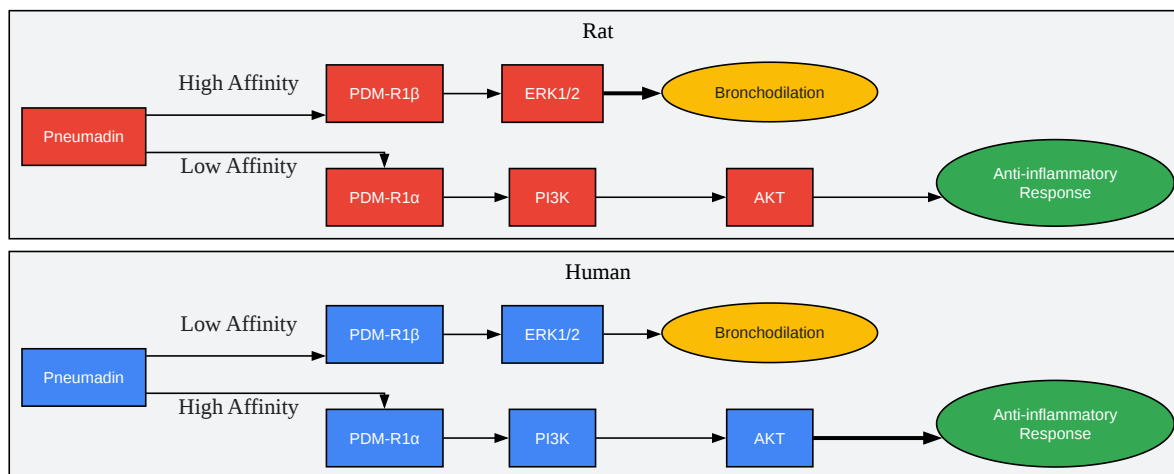 Rat
High Affinity
PDM-R1β
ERK1/2
Bronchodilation
Pneumadin
Low Affinity
PDM-R1α
PI3K
AKT
Anti-inflammatory
Response
Human
Low Affinity
PDM-R1β
ERK1/2
Bronchodilation
Pneumadin
High Affinity
PDM-R1α
PI3K
AKT
Anti-inflammatory
Response